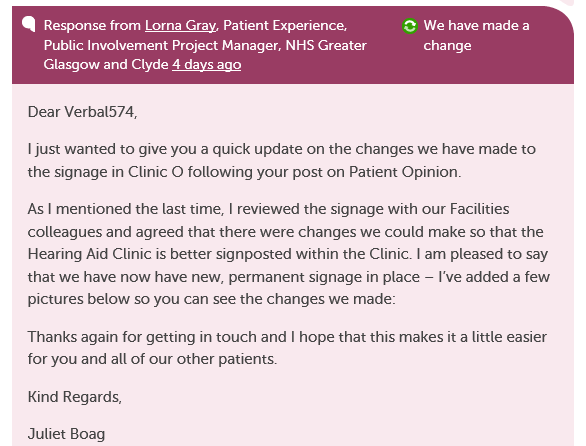 Response from Lorna Gray, Patient Experience,
Public Involvement Project Manager, NHS Greater
Glasgow and Clyde 4 days ago
We have made a
change
Dear Verbal574,
I just wanted to give you a quick update on the changes we have made to
the signage in Clinic O following your post on Patient Opinion.
As I mentioned the last time, I reviewed the signage with our Facilities
colleagues and agreed that there were changes we could make so that the
Hearing Aid Clinic is better signposted within the Clinic. I am pleased to say
that we have now have new, permanent signage in place – I've added a few
pictures below so you can see the changes we made:
Thanks again for getting in touch and I hope that this makes it a little easier
for you and all of our other patients.
Kind Regards,
Juliet Boag